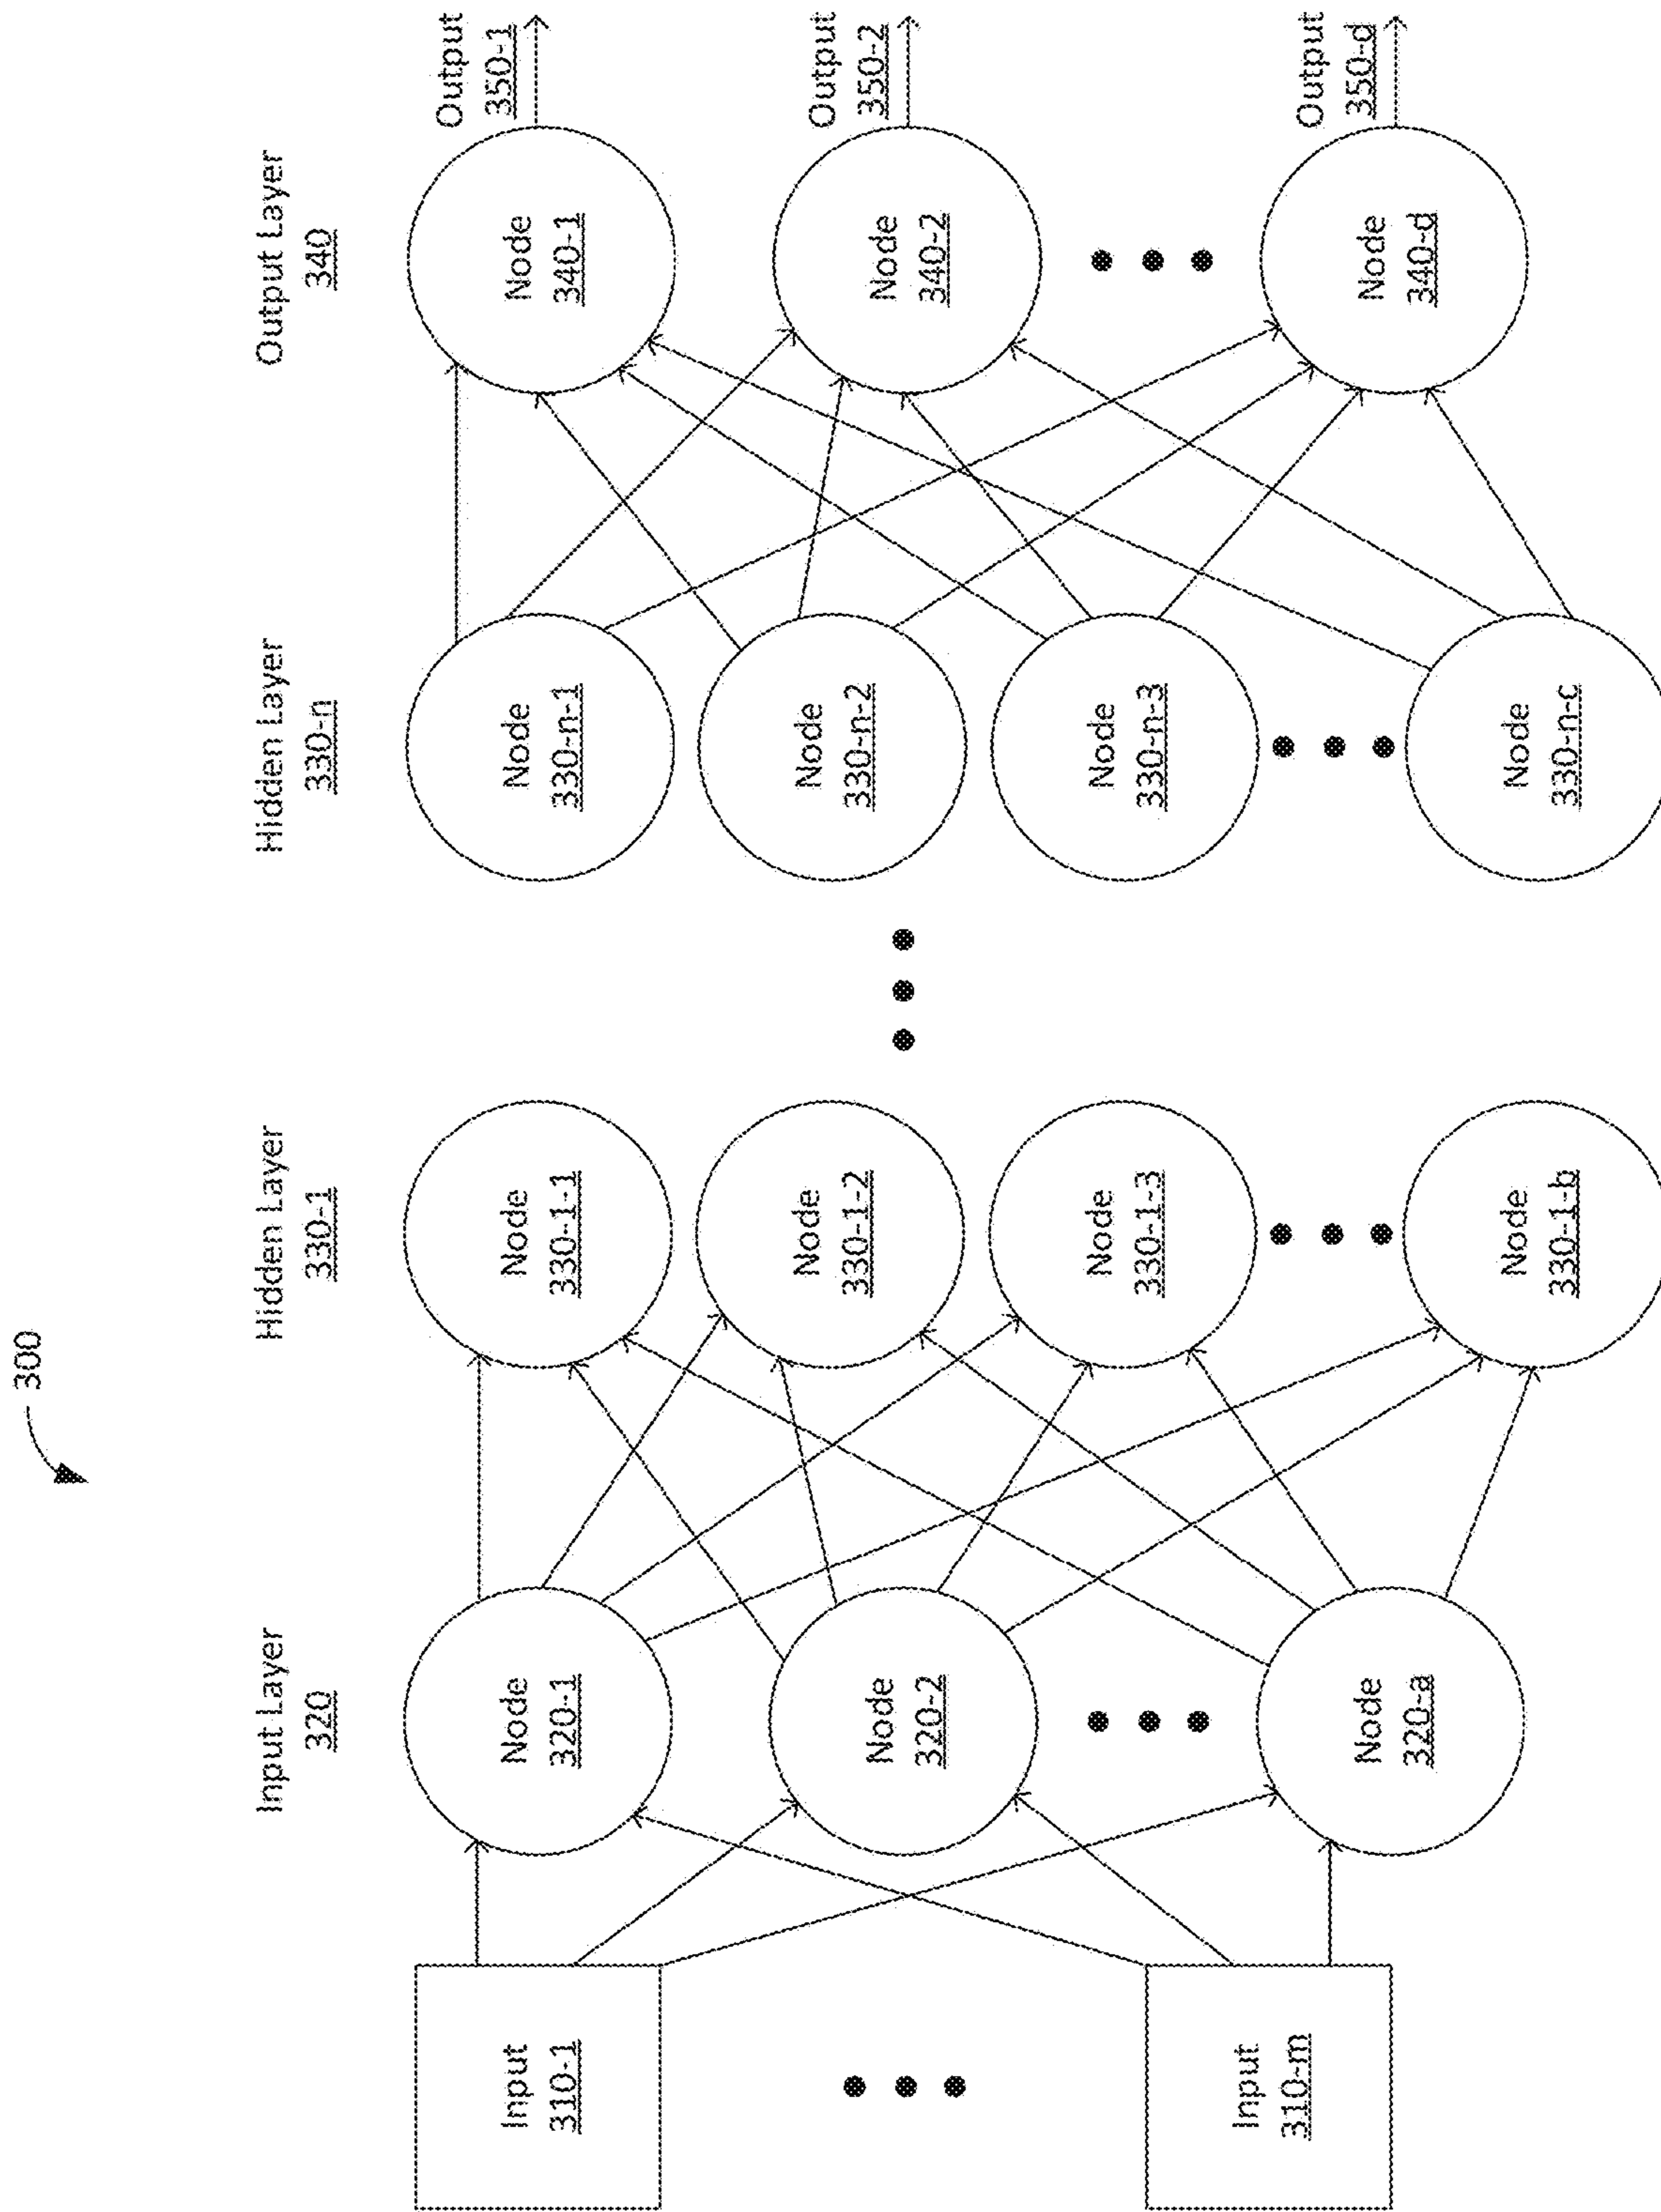 300
Input Layer
320
Hidden Layer
330-1
Hidden Layer
330-n
Output Layer
340
Input
310-1
Input
310-m
Node
320-1
Node
320-2
Node
320-a
Node
330-1-1
Node
330-1-2
Node
330-1-3
Node
330-1-b
Node
330-n-1
Node
330-n-2
Node
330-n-3
Node
330-n-c
Node
340-1
Node
340-2
Node
340-d
Output
350-1
Output
350-2
Output
350-d